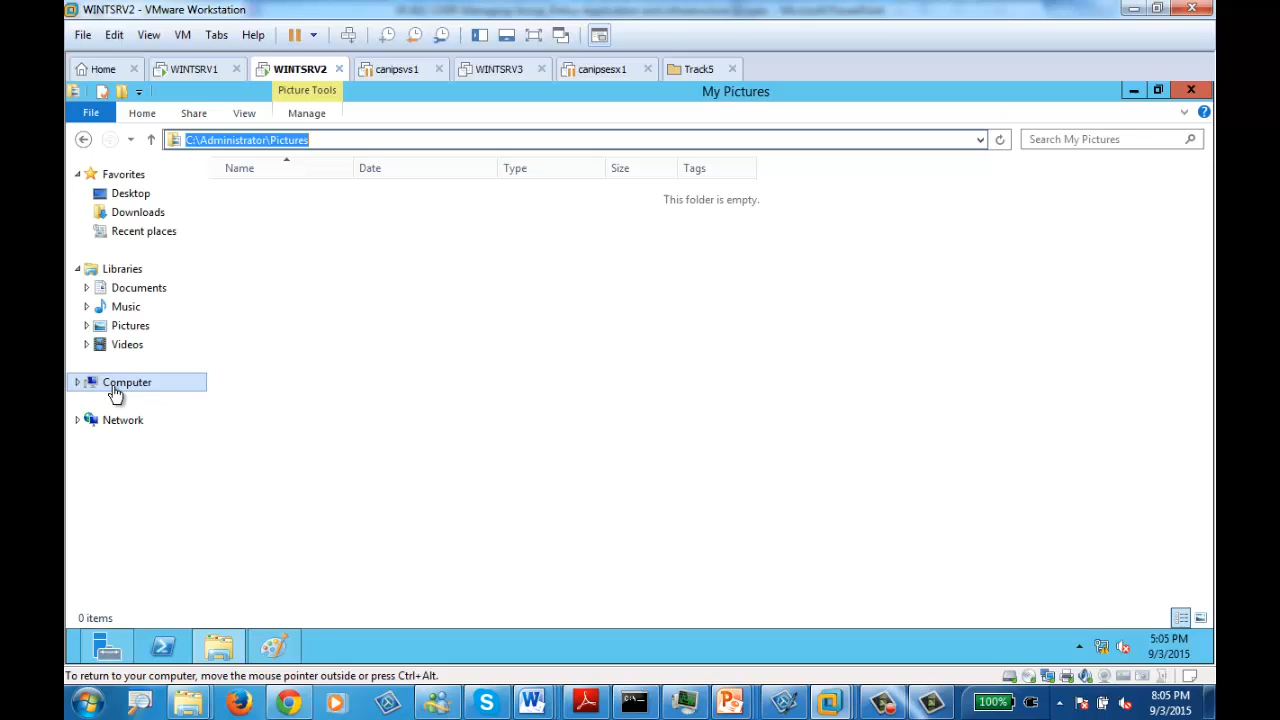 WINTSRV2 - VMware Workstation
File Edit View VM Tabs Help
Home WINTSRV1 WINTSRV2 canipsvs1 WINTSRV3 canipsesx1 Track5
Picture Tools My Pictures
File Home Share View Manage
C:\Administrator\Pictures Search My Pictures
Name Date Type Size Tags
This folder is empty.
Favorites
Desktop
Downloads
Recent places
Libraries
Documents
Music
Pictures
Videos
Computer
Network
0 items
5:05 PM
9/3/2015
To return to your computer, move the mouse pointer outside or press Ctrl+Alt.
100% 8:05 PM
9/3/2015